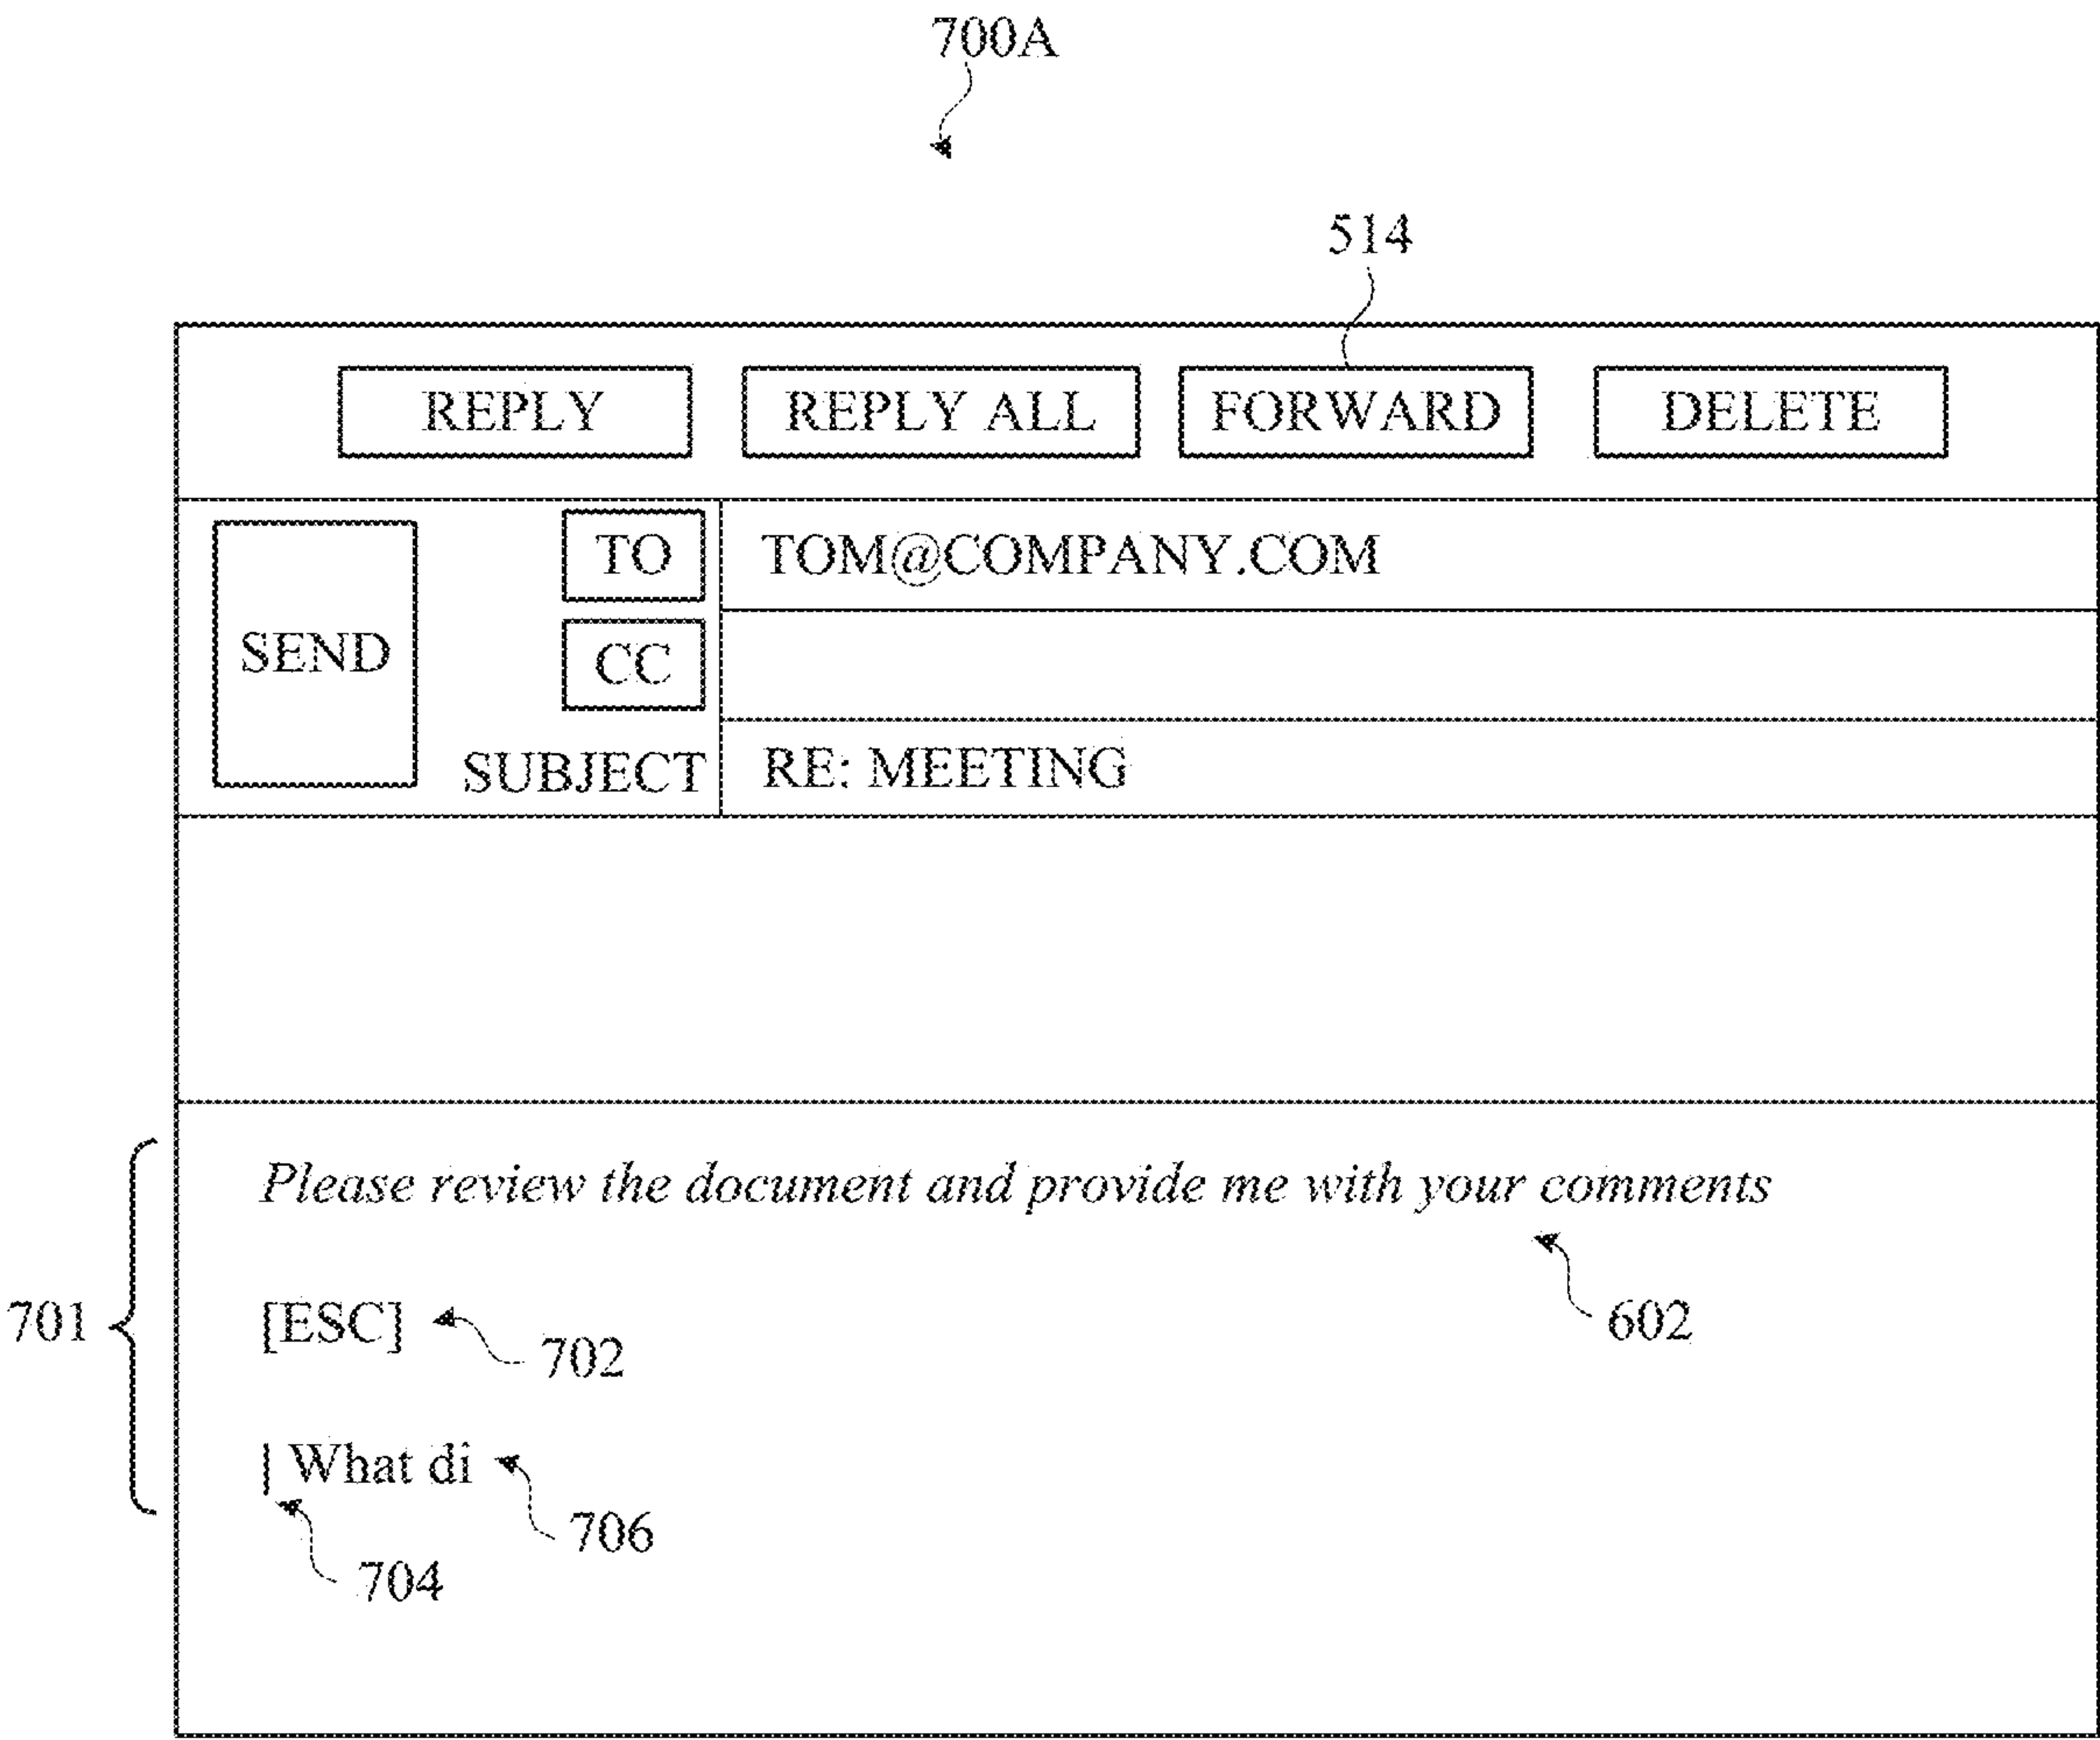 700A
514
REPLY REPLY ALL FORWARD DELETE
SEND
TO TOM@COMPANY.COM
CC
SUBJECT RE: MEETING
Please review the document and provide me with your comments
602
701
[ESC] 702
| What di 706
704